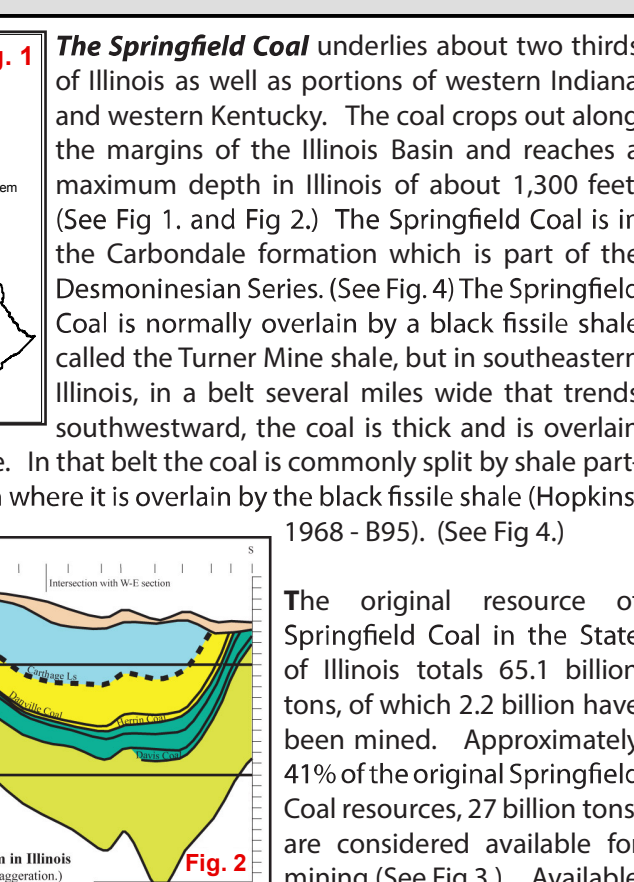 g. 1
em
The Springfield Coal underlies about two thirds
of Illinois as well as portions of western Indiana
and western Kentucky. The coal crops out along
the margins of the Illinois Basin and reaches a
maximum depth in Illinois of about 1,300 feet
(See Fig 1. and Fig 2.) The Springfield Coal is in
the Carbondale formation which is part of the
Desmoninesian Series. (See Fig. 4) The Springfield
Coal is normally overlain by a black fissile shale
called the Turner Mine shale, but in southeastern
Illinois, in a belt several miles wide that trends
southwestward, the coal is thick and is overlain
e. In that belt the coal is commonly split by shale part-
where it is overlain by the black fissile shale (Hopkins
1968 - B95). (See Fig 4.)
S
Intersection with W-E section
Carthage Ls
Danville Coal
Herrin Coal
Davis Coal
m in Illinois
aggeration.)
Fig. 2
The original resource of
Springfield Coal in the State
of Illinois totals 65.1 billion
tons, of which 2.2 billion have
been mined. Approximately
41% of the original Springfield
Coal resources, 27 billion tons
are considered available for
mining (See Fig 3.) Available